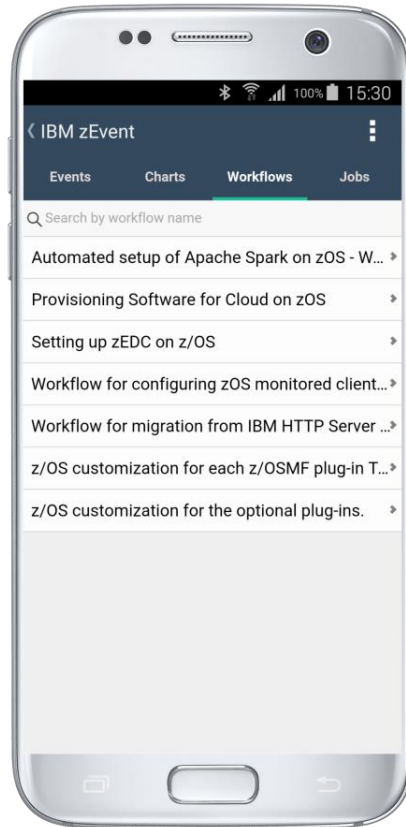 100% 15:30
IBM zEvent
Events Charts Workflows Jobs
Search by workflow name
Automated setup of Apache Spark on zOS - W...
Provisioning Software for Cloud on zOS
Setting up zEDC on z/OS
Workflow for configuring zOS monitored client...
Workflow for migration from IBM HTTP Server ...
z/OS customization for each z/OSMF plug-in T...
z/OS customization for the optional plug-ins.